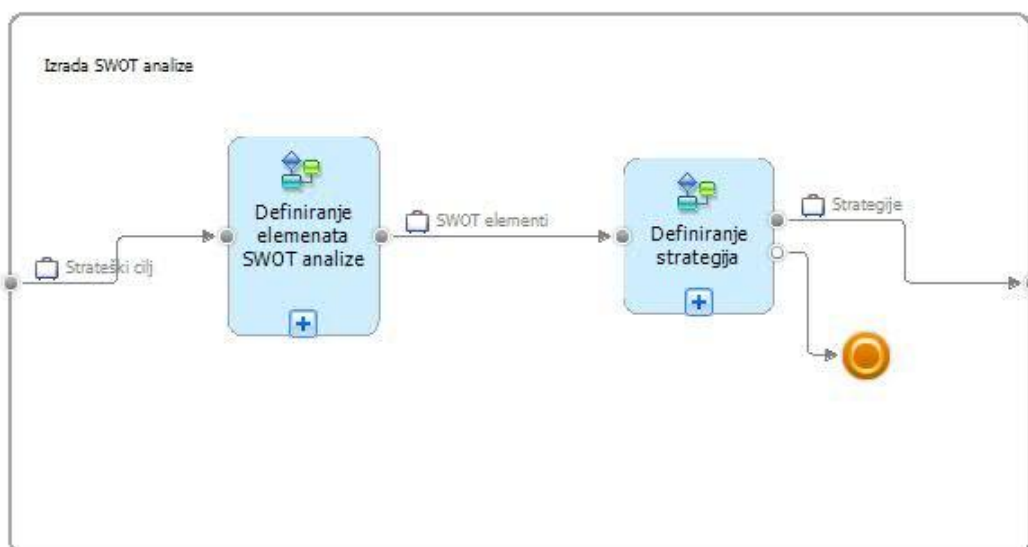 Izrada SWOT analize
Strateški cilj
Definiranje
elemenata
SWOT analize
SWOT elementi
Definiranje
strategija
Strategije